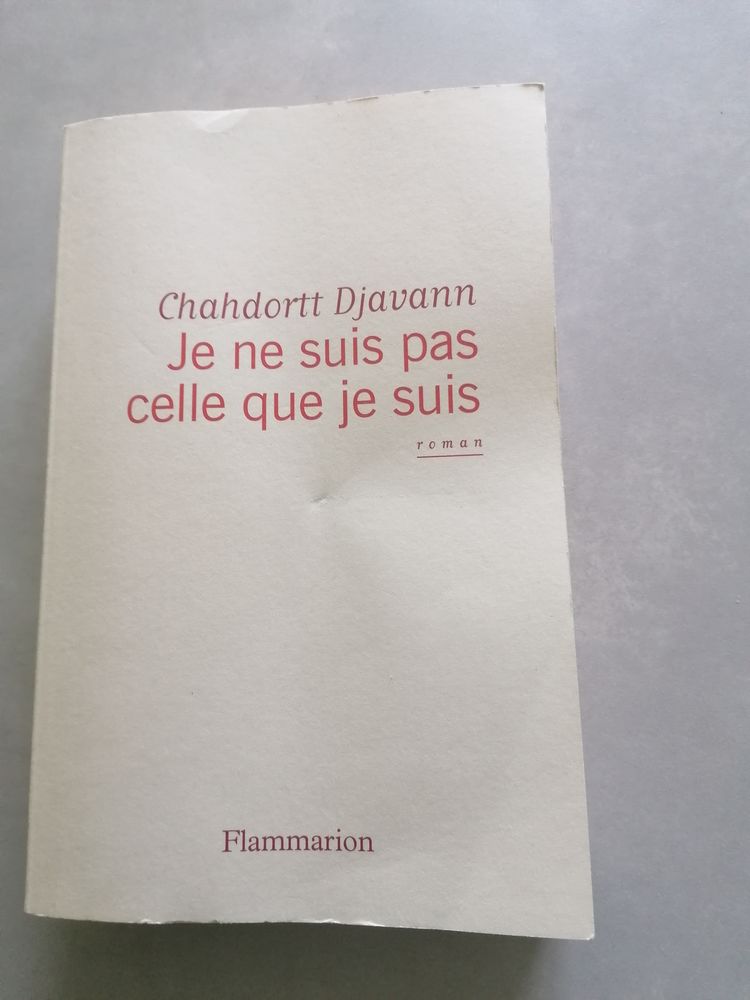 Chahdortt Djavann
Je ne suis pas
celle que je suis
roman
Flammarion